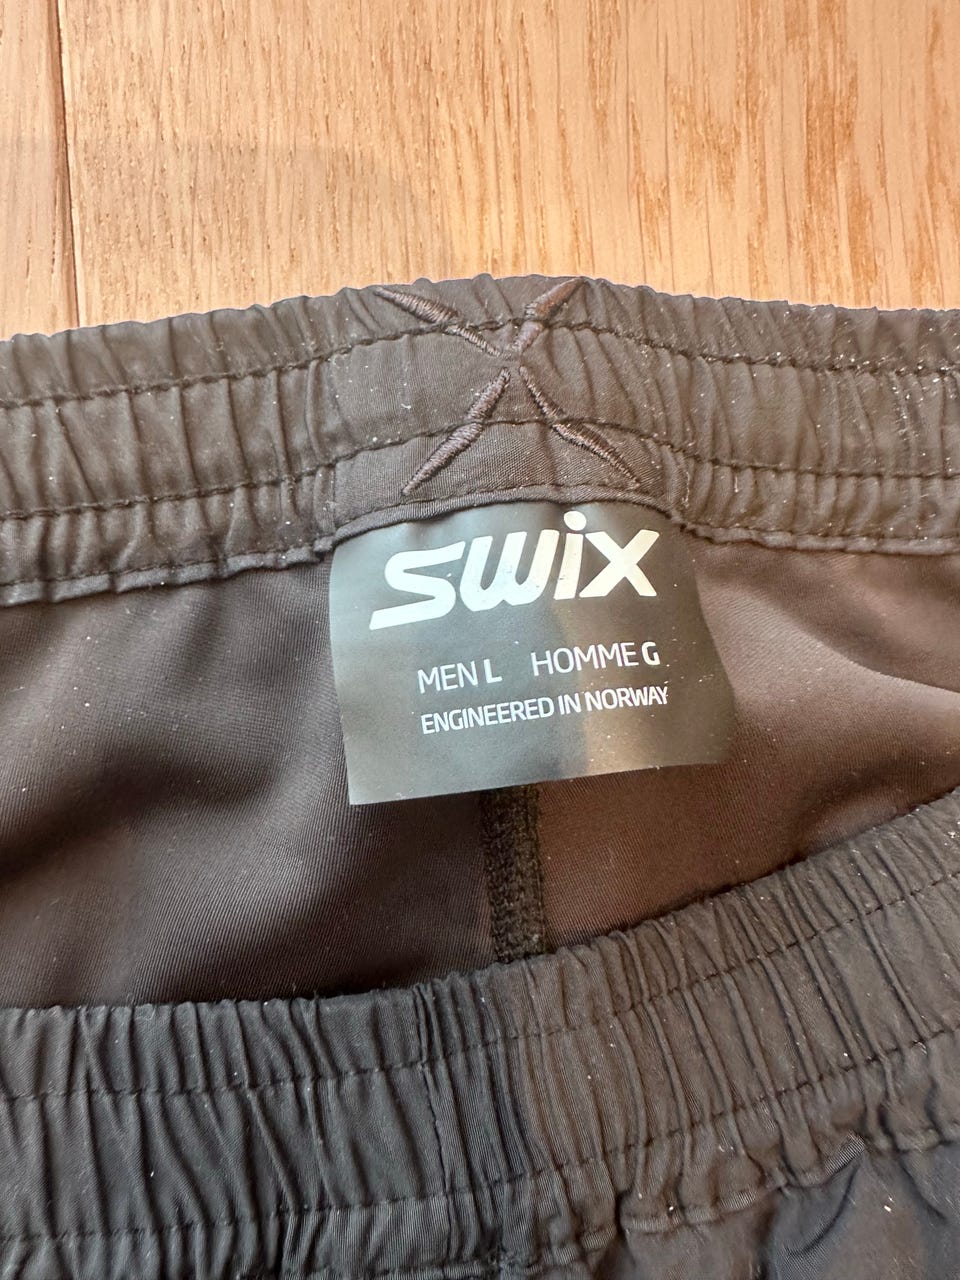 swix
MEN L HOMME G
ENGINEERED IN NORWAY